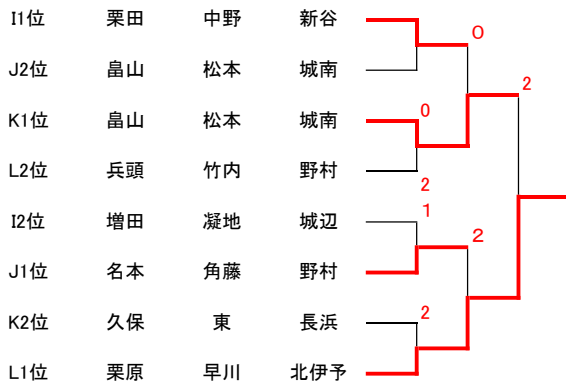 I1位 栗田 中野 新谷
0
J2位 畠山 松本 城南
2
K1位 畠山 松本 城南
0
L2位 兵頭 竹内 野村
2
I2位 増田 凝地 城辺
1
2
J1位 名本 角藤 野村
K2位 久保 東 長浜
2
L1位 栗原 早川 北伊予